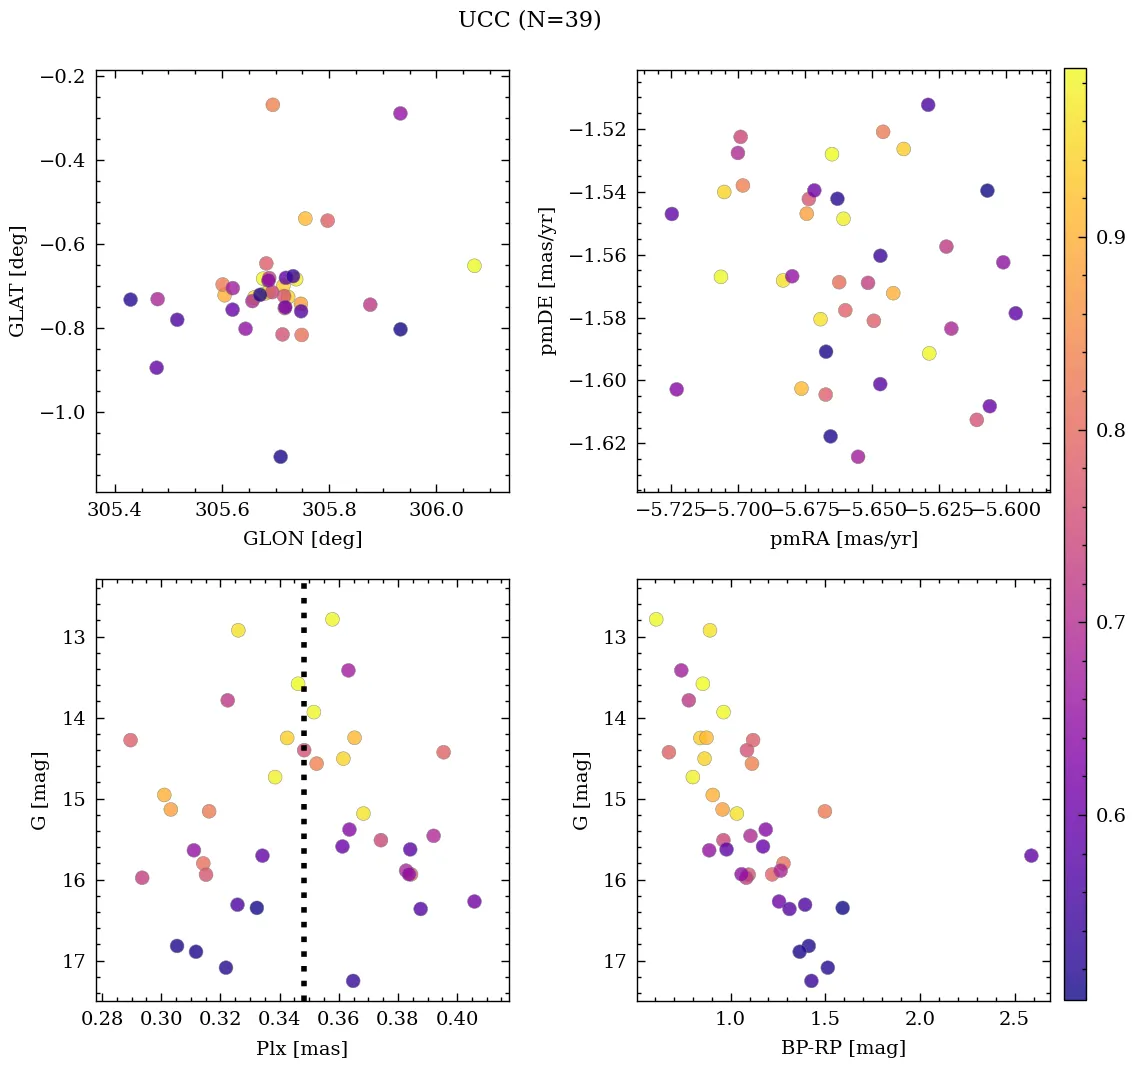 UCC (N=39)
−0.2
−0.4
−0.6
−0.8
−1.0
GLAT [deg]
305.4 305.6 305.8 306.0
GLON [deg]
−1.52
−1.54
−1.56
−1.58
−1.60
−1.62
pmDE [mas/yr]
−5.725 −5.700 −5.675 −5.650 −5.625 −5.600
pmRA [mas/yr]
0.9
0.8
0.7
0.6
13
14
15
16
17
G [mag]
0.28 0.30 0.32 0.34 0.36 0.38 0.40
Plx [mas]
13
14
15
16
17
G [mag]
1.0 1.5 2.0 2.5
BP-RP [mag]